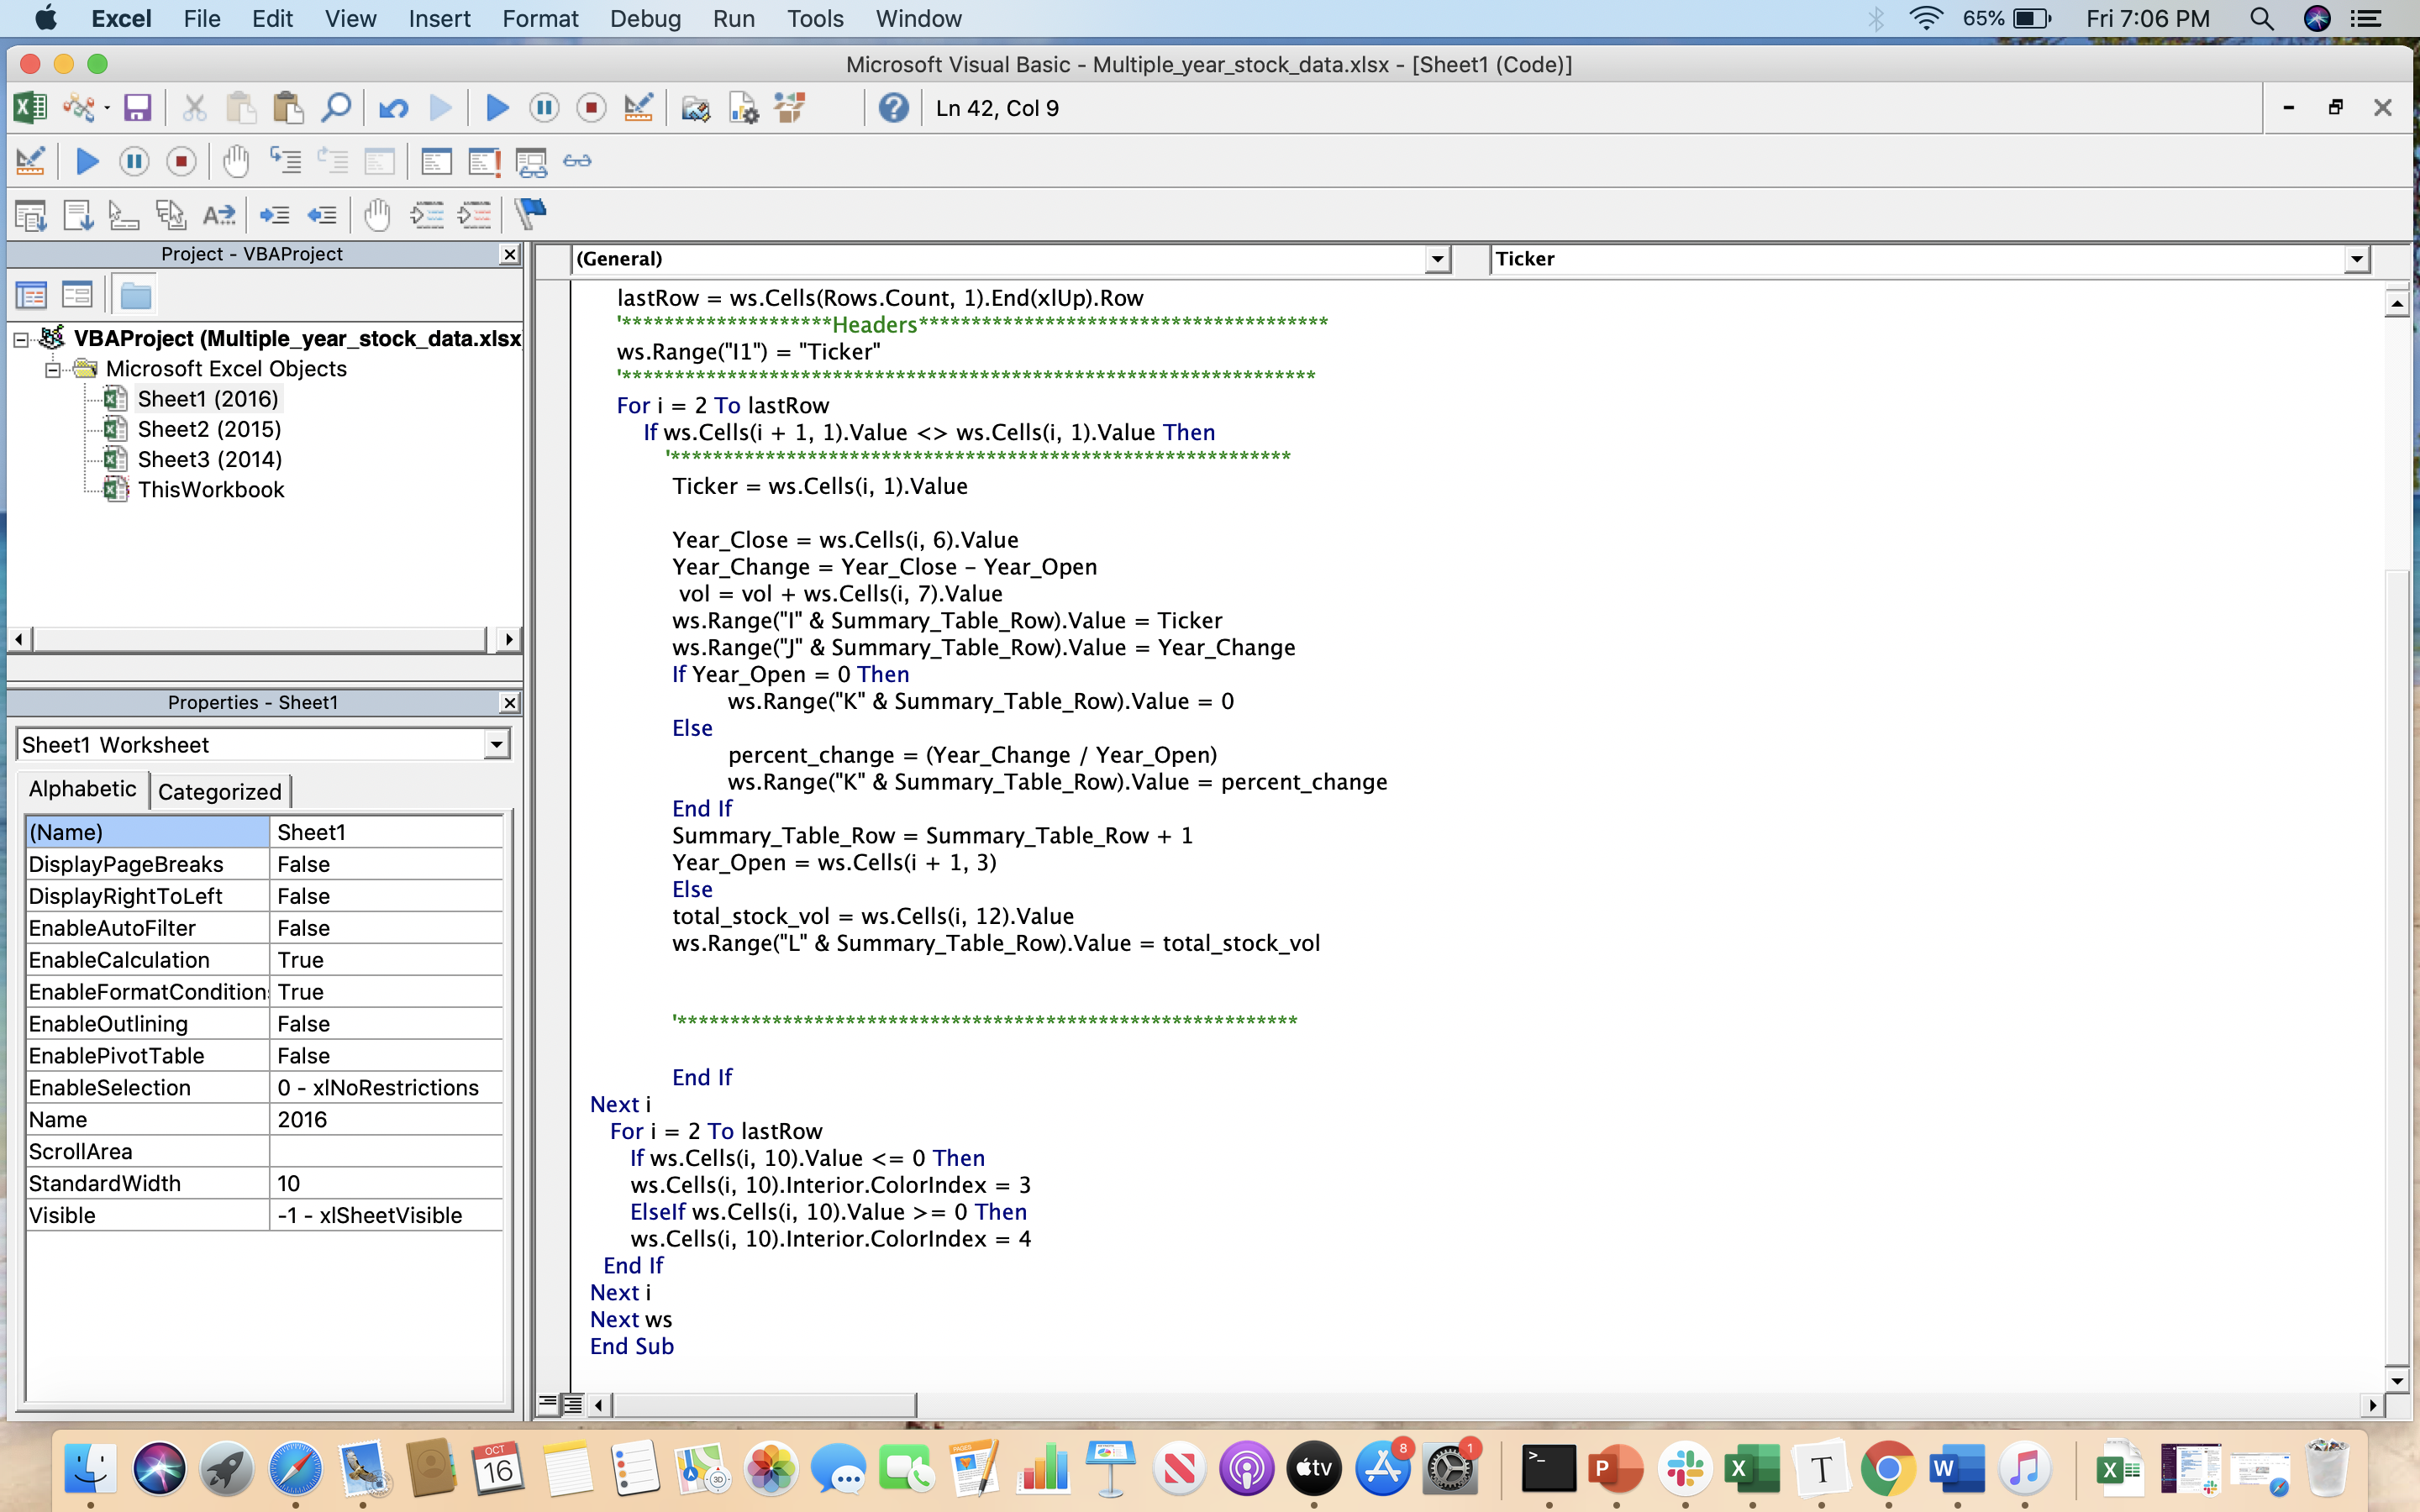 Excel File Edit View Insert Format Debug Run Tools Window 65% Fri 7:06 PM
Microsoft Visual Basic - Multiple_year_stock_data.xlsx - [Sheet1 (Code)]
Ln 42, Col 9
Project - VBAProject
VBAProject (Multiple_year_stock_data.xlsx
Microsoft Excel Objects
Sheet1 (2016)
Sheet2 (2015)
Sheet3 (2014)
ThisWorkbook
Properties - Sheet1
Sheet1 Worksheet
Alphabetic Categorized
(Name) Sheet1
DisplayPageBreaks False
DisplayRightToLeft False
EnableAutoFilter False
EnableCalculation True
EnableFormatCondition True
EnableOutlining False
EnablePivotTable False
EnableSelection 0 - xlNoRestrictions
Name 2016
ScrollArea
StandardWidth 10
Visible -1 - xlSheetVisible
(General) Ticker
lastRow = ws.Cells(Rows.Count, 1).End(xlUp).Row
'********************Headers***************************************
ws.Range("I1") = "Ticker"
'******************************************************************
For i = 2 To lastRow
If ws.Cells(i + 1, 1).Value <> ws.Cells(i, 1).Value Then
'***********************************************************
Ticker = ws.Cells(i, 1).Value
Year_Close = ws.Cells(i, 6).Value
Year_Change = Year_Close - Year_Open
vol = vol + ws.Cells(i, 7).Value
ws.Range("I" & Summary_Table_Row).Value = Ticker
ws.Range("J" & Summary_Table_Row).Value = Year_Change
If Year_Open = 0 Then
ws.Range("K" & Summary_Table_Row).Value = 0
Else
percent_change = (Year_Change / Year_Open)
ws.Range("K" & Summary_Table_Row).Value = percent_change
End If
Summary_Table_Row = Summary_Table_Row + 1
Year_Open = ws.Cells(i + 1, 3)
Else
total_stock_vol = ws.Cells(i, 12).Value
ws.Range("L" & Summary_Table_Row).Value = total_stock_vol
'***********************************************************
End If
Next i
For i = 2 To lastRow
If ws.Cells(i, 10).Value <= 0 Then
ws.Cells(i, 10).Interior.ColorIndex = 3
ElseIf ws.Cells(i, 10).Value >= 0 Then
ws.Cells(i, 10).Interior.ColorIndex = 4
End If
Next i
Next ws
End Sub
OCT
16
PAGES
3D
tv
8
1
>_
P
X
T
W
X